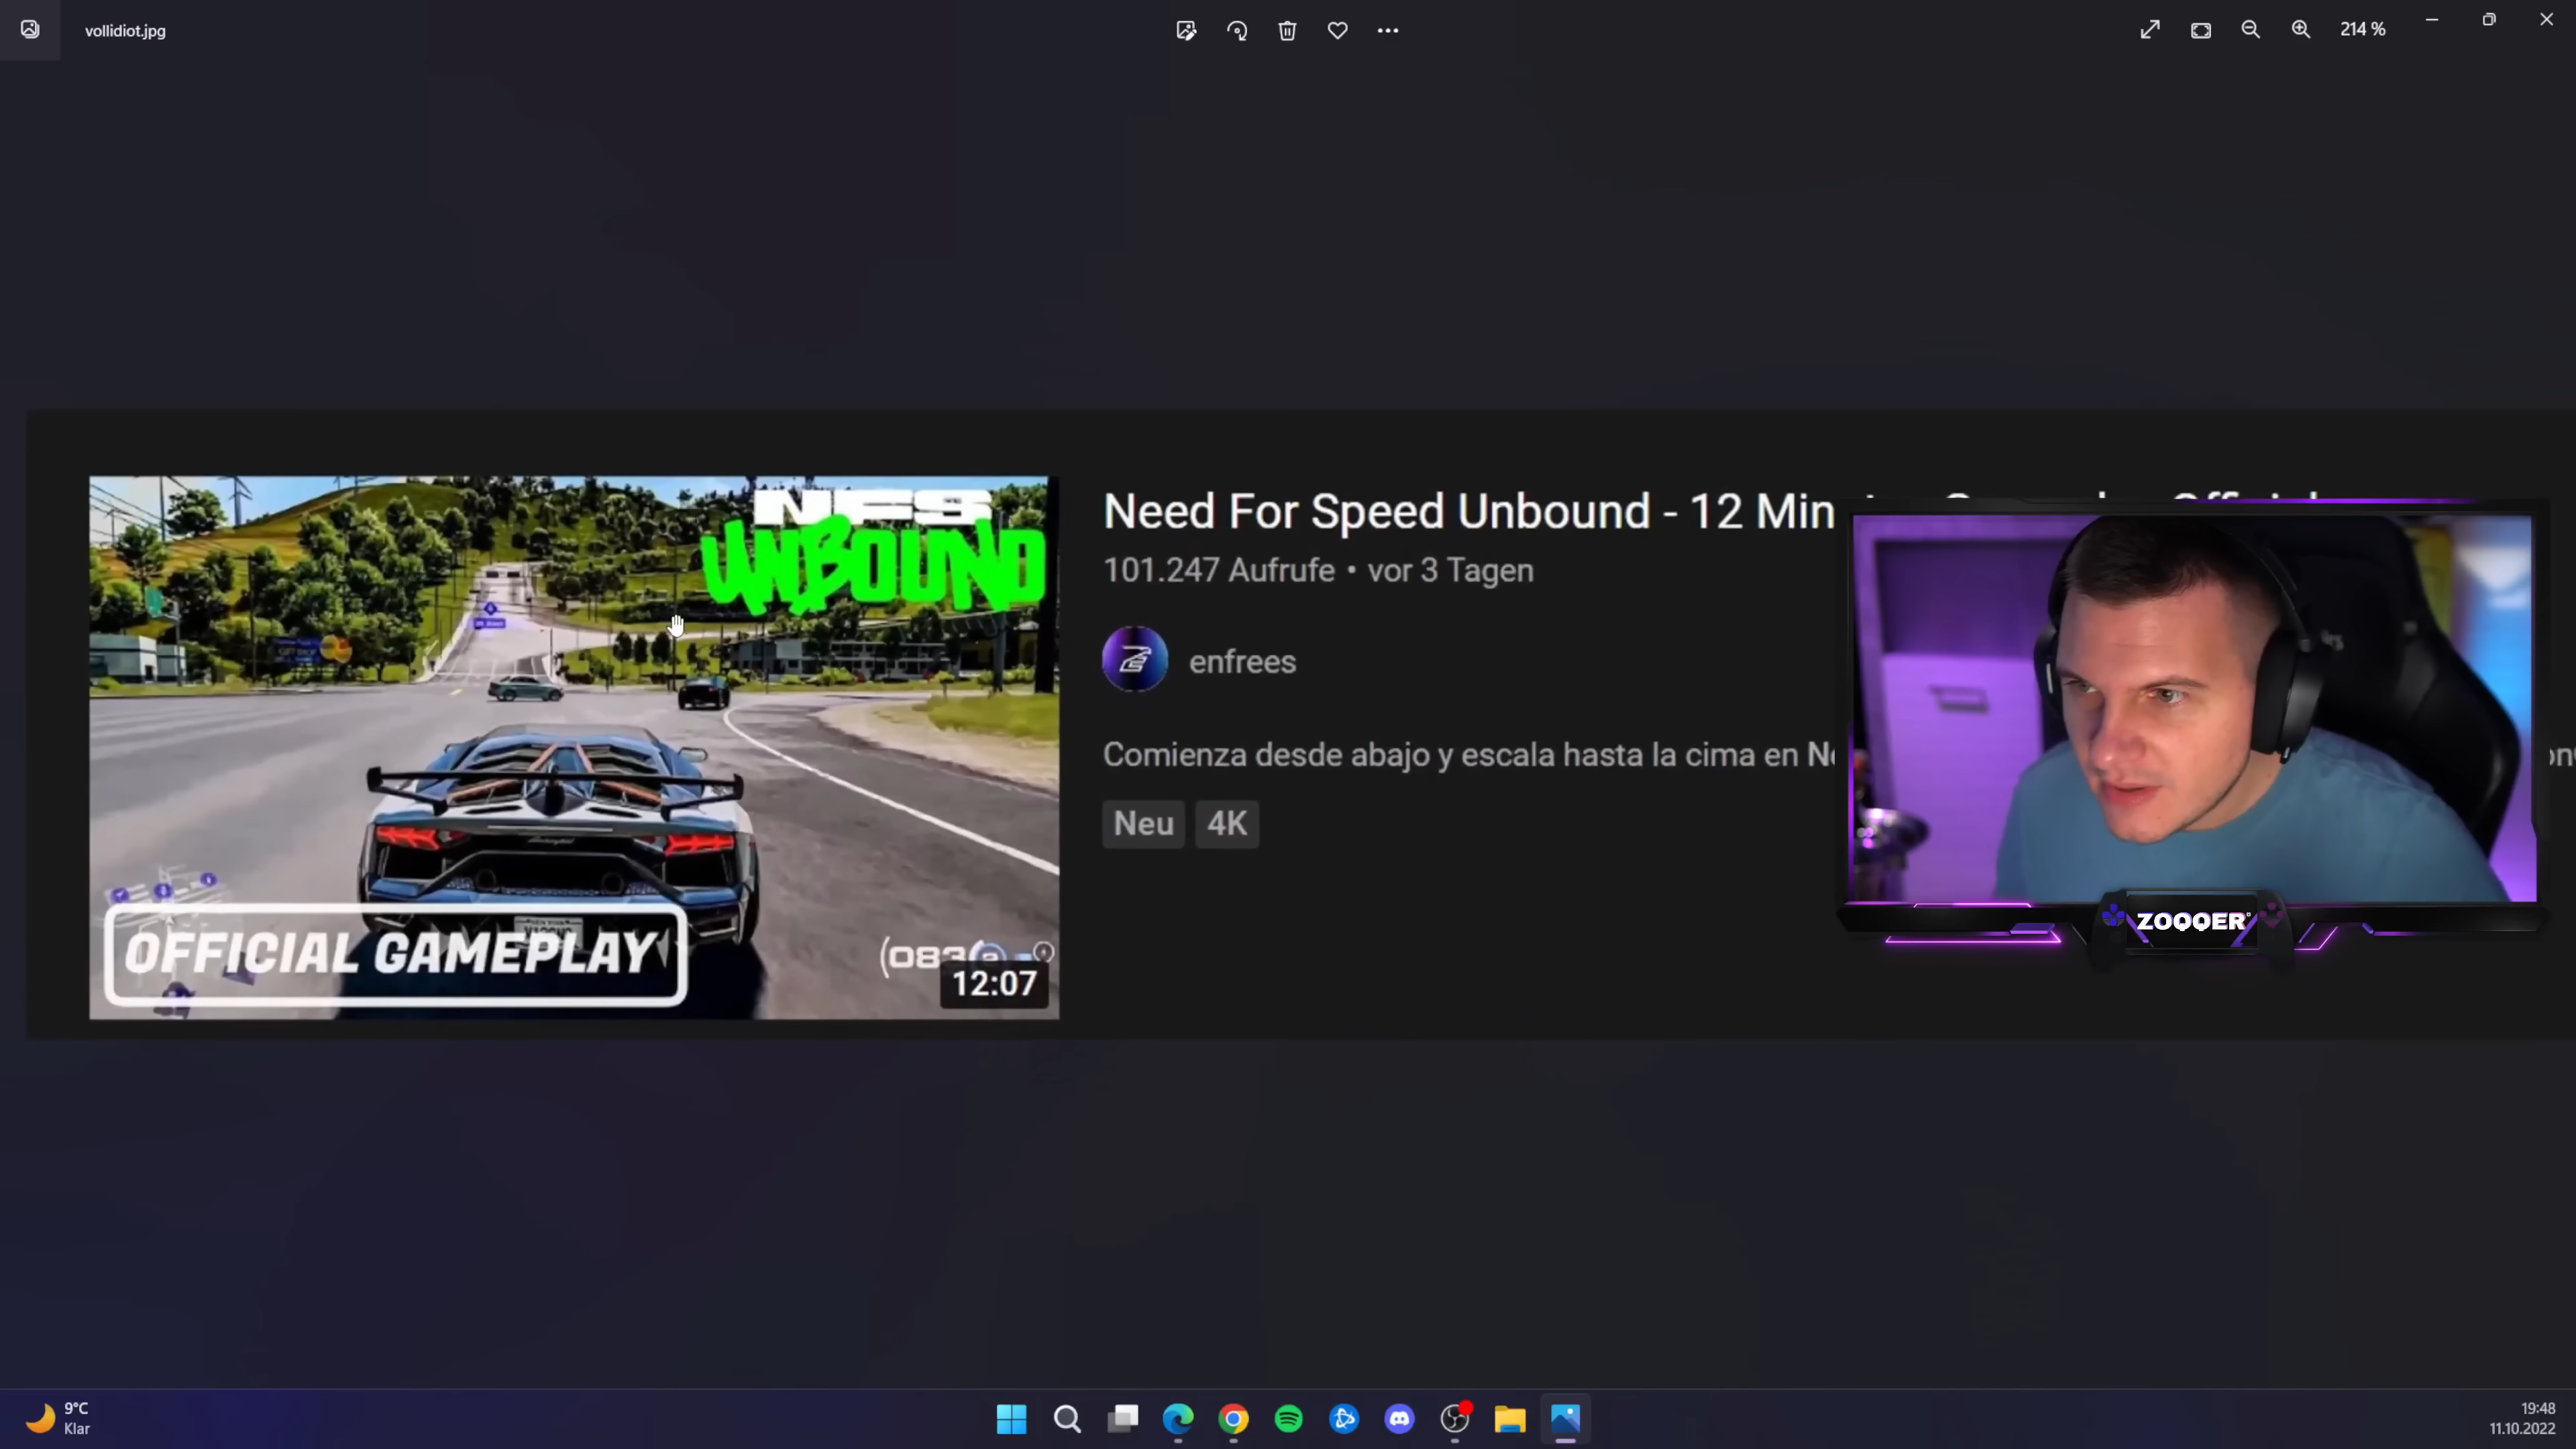 vollidiot.jpg
214 %
NFS
UNBOUND
OFFICIAL GAMEPLAY
12:07
Need For Speed Unbound - 12 Min
101.247 Aufrufe • vor 3 Tagen
enfrees
Comienza desde abajo y escala hasta la cima en
Neu
4K
ZOQQER
9°C
Klar
19:48
11.10.2022